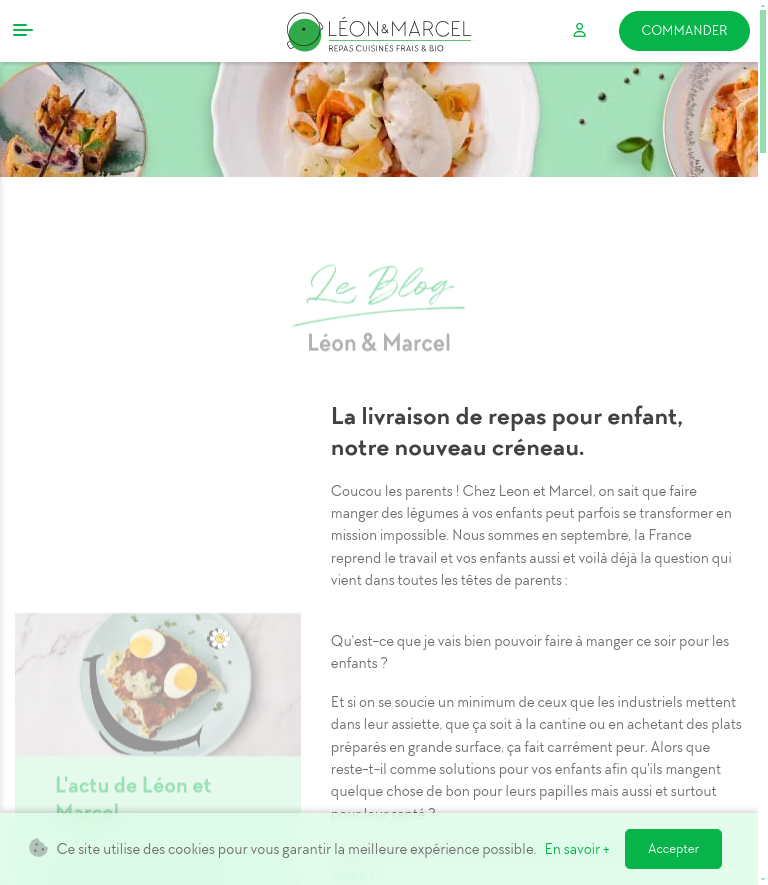 LÉON&MARCEL
REPAS CUISINÉS FRAIS & BIO
COMMANDER
Le Blog
Léon & Marcel
La livraison de repas pour enfant,
notre nouveau créneau.
Coucou les parents ! Chez Leon et Marcel, on sait que faire
manger des légumes à vos enfants peut parfois se transformer en
mission impossible. Nous sommes en septembre, la France
reprend le travail et vos enfants aussi et voilà déjà la question qui
vient dans toutes les têtes de parents :
Qu'est-ce que je vais bien pouvoir faire à manger ce soir pour les
enfants ?
Et si on se soucie un minimum de ceux que les industriels mettent
dans leur assiette, que ça soit à la cantine ou en achetant des plats
préparés en grande surface, ça fait carrément peur. Alors que
reste-t-il comme solutions pour vos enfants afin qu'ils mangent
quelque chose de bon pour leurs papilles mais aussi et surtout
pour leur santé ?
L'actu de Léon et
Marcel
Ce site utilise des cookies pour vous garantir la meilleure expérience possible. En savoir +
Accepter